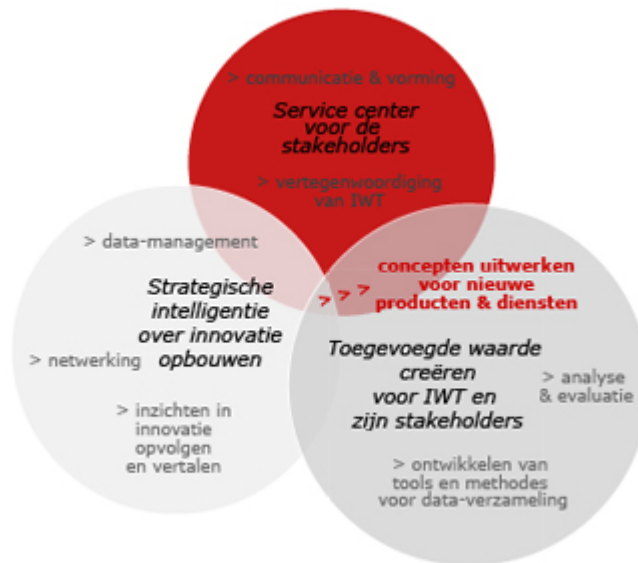 > communicatie & vorming
Service center
voor de
stakeholders
> vertegenwoordiging
van IWT
> data-management
Strategische
intelligentie
over innovatie
opbouwen
> netwerking
> inzichten in
innovatie
opvolgen
en vertalen
> > >
concepten uitwerken
voor nieuwe
producten & diensten
Toegevoegde waarde
creëren
voor IWT en
zijn stakeholders
> analyse
& evaluatie
> ontwikkelen van
tools en methodes
voor data-verzameling